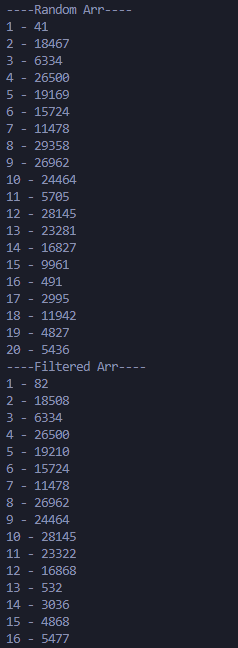 ----Random Arr----
1 - 41
2 - 18467
3 - 6334
4 - 26500
5 - 19169
6 - 15724
7 - 11478
8 - 29358
9 - 26962
10 - 24464
11 - 5705
12 - 28145
13 - 23281
14 - 16827
15 - 9961
16 - 491
17 - 2995
18 - 11942
19 - 4827
20 - 5436
----Filtered Arr----
1 - 82
2 - 18508
3 - 6334
4 - 26500
5 - 19210
6 - 15724
7 - 11478
8 - 26962
9 - 24464
10 - 28145
11 - 23322
12 - 16868
13 - 532
14 - 3036
15 - 4868
16 - 5477